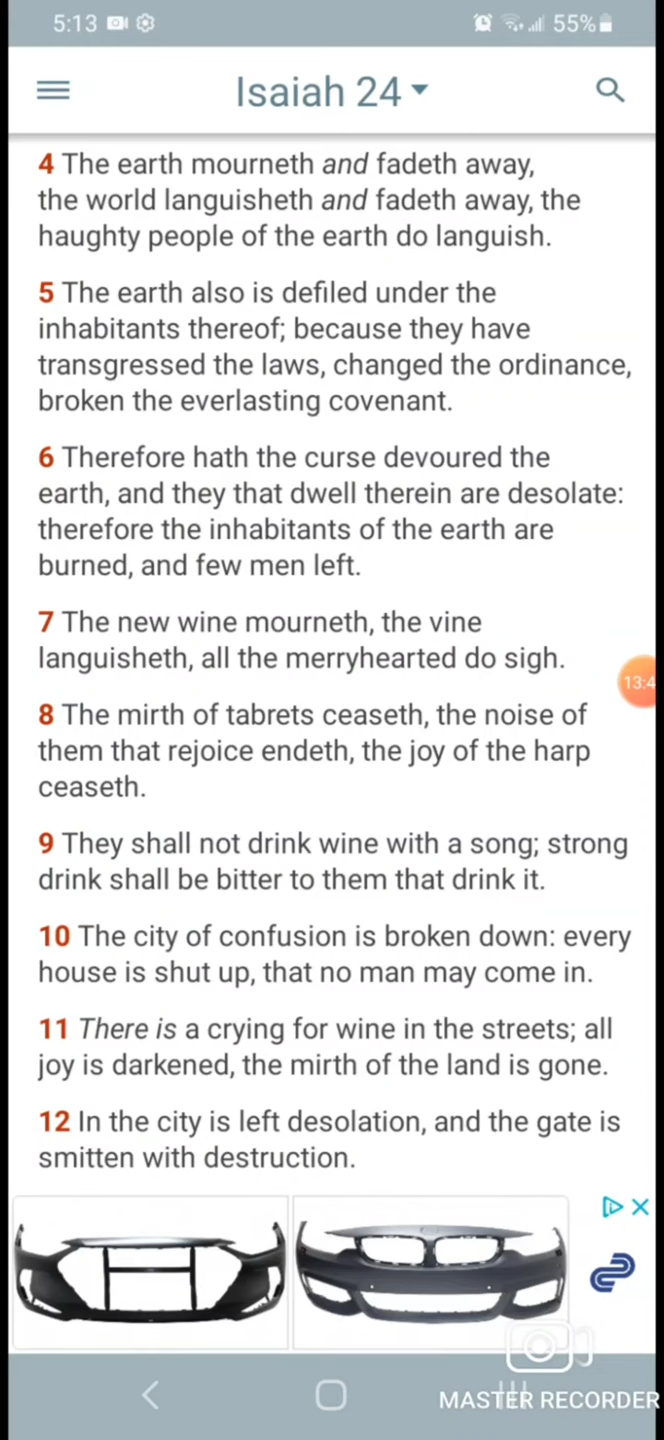 5:13
55%
Isaiah 24
4 The earth mourneth and fadeth away,
the world languisheth and fadeth away, the
haughty people of the earth do languish.
5 The earth also is defiled under the
inhabitants thereof; because they have
transgressed the laws, changed the ordinance,
broken the everlasting covenant.
6 Therefore hath the curse devoured the
earth, and they that dwell therein are desolate:
therefore the inhabitants of the earth are
burned, and few men left.
7 The new wine mourneth, the vine
languisheth, all the merryhearted do sigh.
13:4
8 The mirth of tabrets ceaseth, the noise of
them that rejoice endeth, the joy of the harp
ceaseth.
9 They shall not drink wine with a song; strong
drink shall be bitter to them that drink it.
10 The city of confusion is broken down: every
house is shut up, that no man may come in.
11 There is a crying for wine in the streets; all
joy is darkened, the mirth of the land is gone.
12 In the city is left desolation, and the gate is
smitten with destruction.
MASTER RECORDER